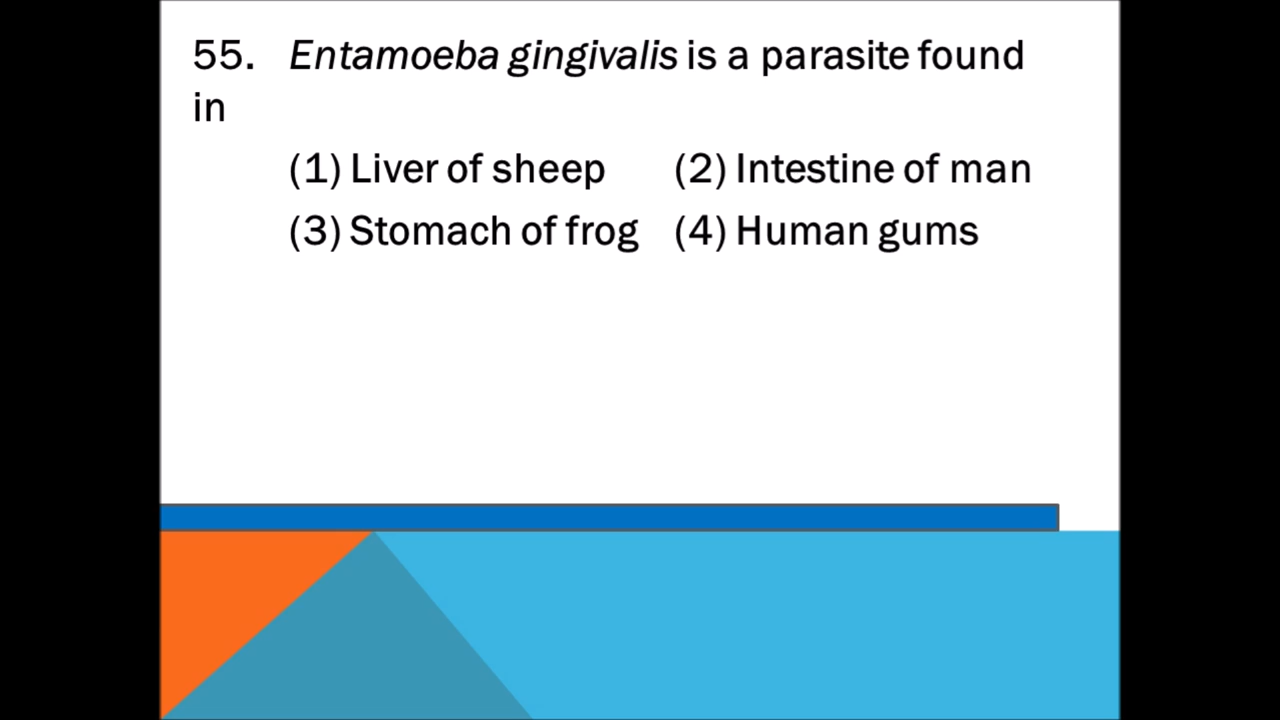 55. Entamoeba gingivalis is a parasite found
in
(1) Liver of sheep (2) Intestine of man
(3) Stomach of frog (4) Human gums